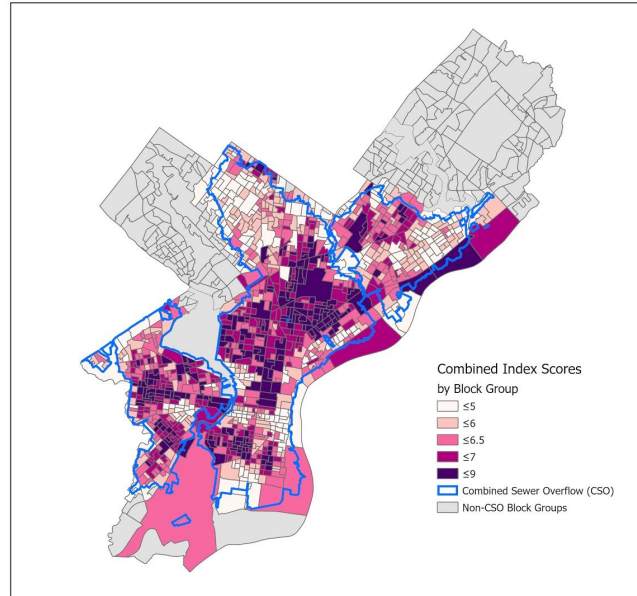 Combined Index Scores
by Block Group
≤5
≤6
≤6.5
≤7
≤9
Combined Sewer Overflow (CSO)
Non-CSO Block Groups